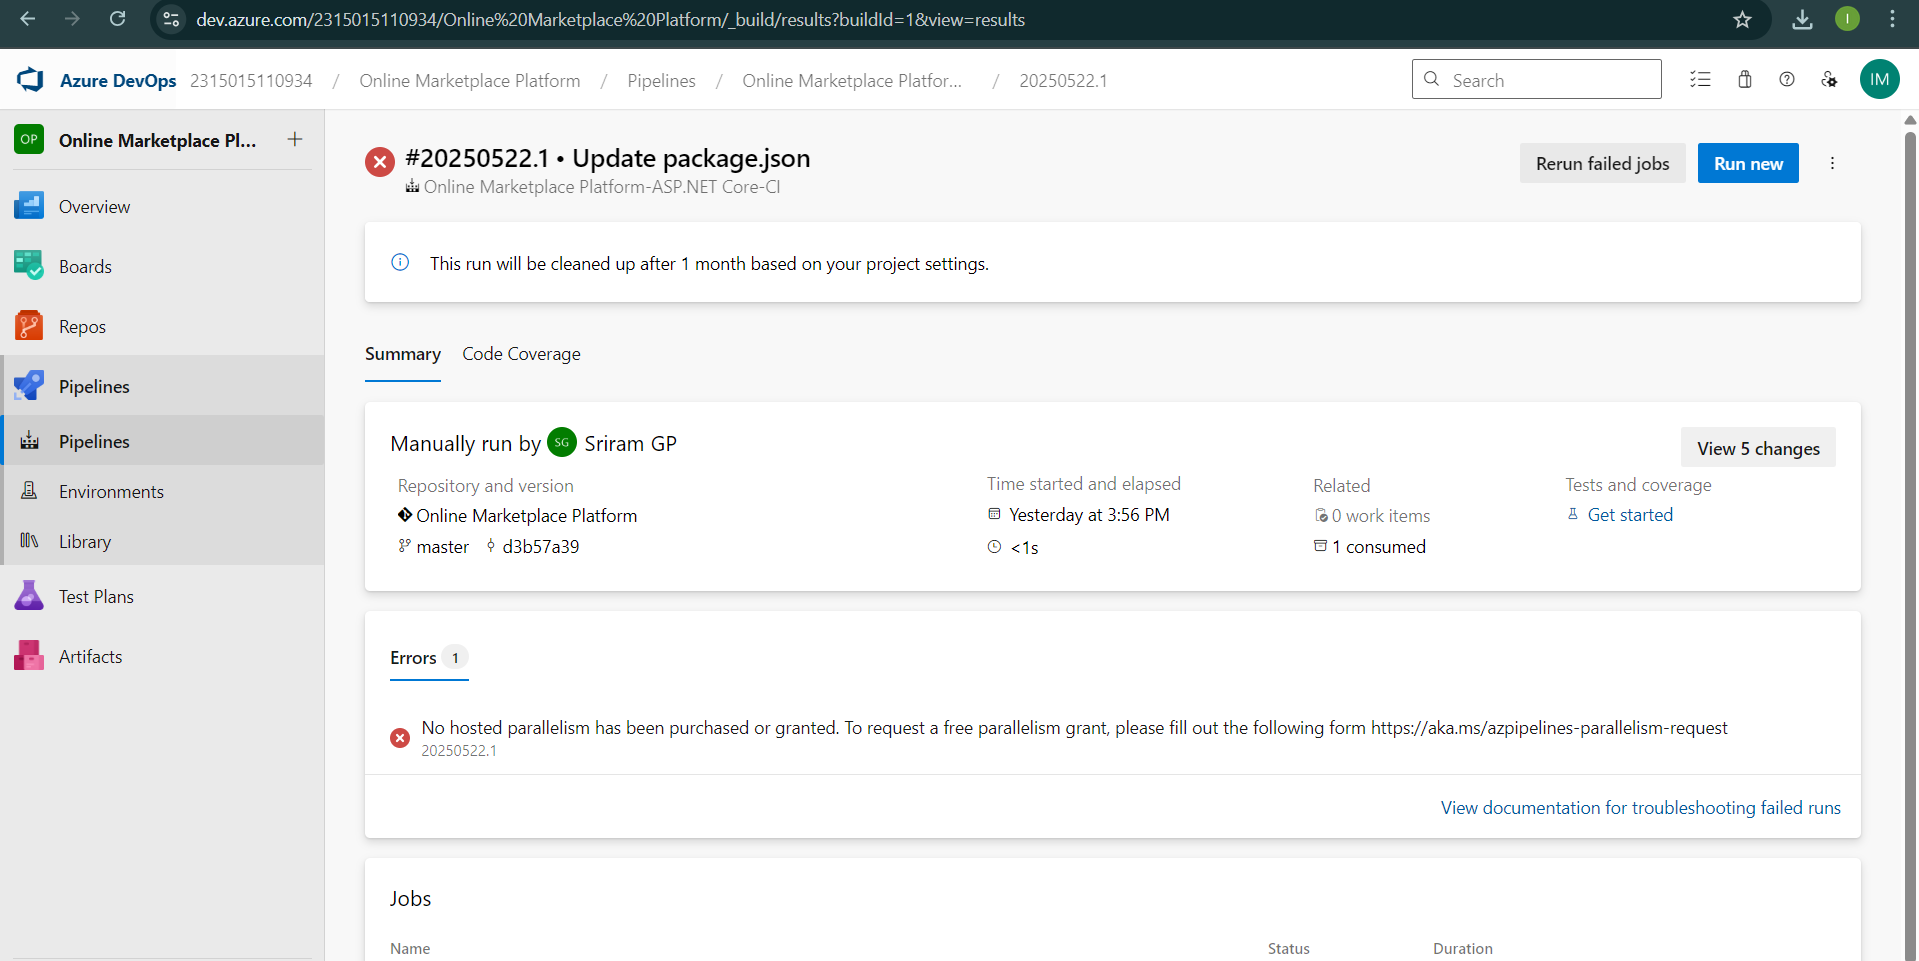 dev.azure.com/2315015110934/Online%20Marketplace%20Platform/_build/results?buildId=1&view=results
I
Azure DevOps 2315015110934 / Online Marketplace Platform / Pipelines / Online Marketplace Platfor... / 20250522.1
Search
IM
OP Online Marketplace Pl... +
Overview
Boards
Repos
Pipelines
Pipelines
Environments
Library
Test Plans
Artifacts
#20250522.1 • Update package.json
Online Marketplace Platform-ASP.NET Core-CI
Rerun failed jobs
Run new
This run will be cleaned up after 1 month based on your project settings.
Summary Code Coverage
Manually run by SG Sriram GP
View 5 changes
Repository and version
Online Marketplace Platform
master d3b57a39
Time started and elapsed
Yesterday at 3:56 PM
<1s
Related
0 work items
1 consumed
Tests and coverage
Get started
Errors 1
No hosted parallelism has been purchased or granted. To request a free parallelism grant, please fill out the following form https://aka.ms/azpipelines-parallelism-request
20250522.1
View documentation for troubleshooting failed runs
Jobs
Name Status Duration